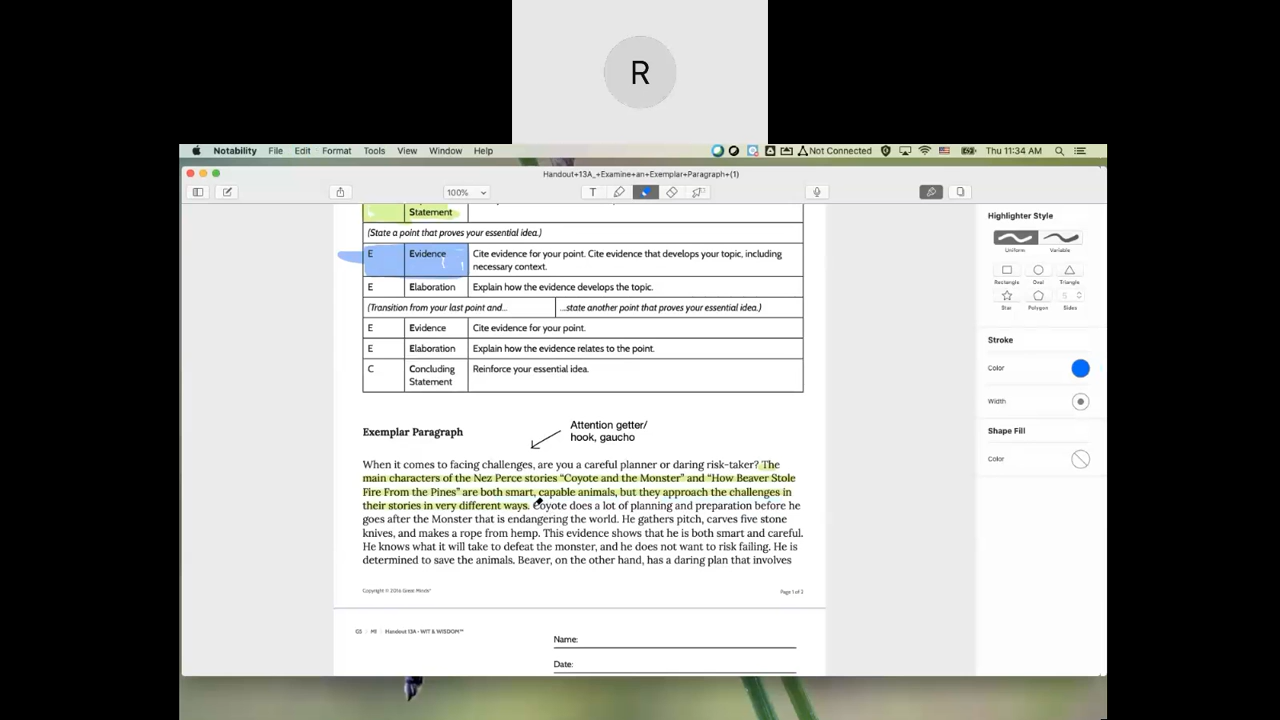 R
Notability File Edit Format Tools View Window Help
Not Connected
Thu 11:34 AM
Handout+13A_+Examine+an+Exemplar+Paragraph+(1)
100%
T
Highlighter Style
Uniform Variable
Rectangle Oval Triangle
5
Star Polygon Sides
Stroke
Color
Width
Shape Fill
Color
Statement
(State a point that proves your essential idea.)
E Evidence Cite evidence for your point. Cite evidence that develops your topic, including
necessary context.
E Elaboration Explain how the evidence develops the topic.
(Transition from your last point and... ...state another point that proves your essential idea.)
E Evidence Cite evidence for your point.
E Elaboration Explain how the evidence relates to the point.
C Concluding Reinforce your essential idea.
Statement
Attention getter/
hook, gaucho
Exemplar Paragraph
When it comes to facing challenges, are you a careful planner or daring risk-taker? The
main characters of the Nez Perce stories “Coyote and the Monster” and “How Beaver Stole
Fire From the Pines” are both smart, capable animals, but they approach the challenges in
their stories in very different ways. Coyote does a lot of planning and preparation before he
goes after the Monster that is endangering the world. He gathers pitch, carves five stone
knives, and makes a rope from hemp. This evidence shows that he is both smart and careful.
He knows what it will take to defeat the monster, and he does not want to risk failing. He is
determined to save the animals. Beaver, on the other hand, has a daring plan that involves
Copyright © 2016 Great Minds®
Page 1 of 2
G5 M1 Handout 13A • WIT & WISDOM™
Name:
Date: